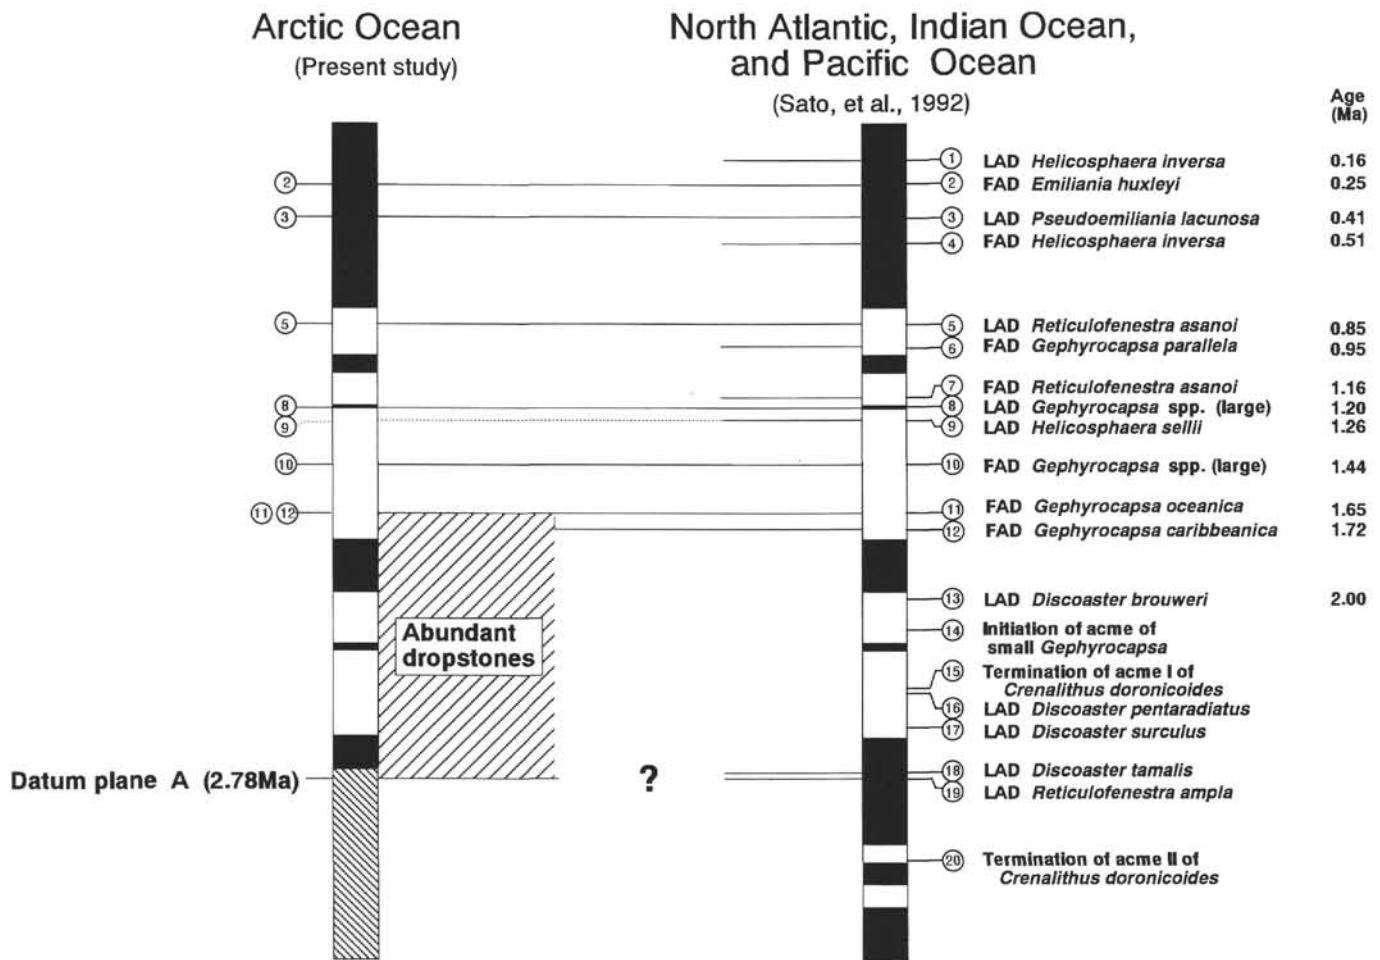 Arctic Ocean
(Present study)
North Atlantic, Indian Ocean,
and Pacific Ocean
(Sato, et al., 1992)
Age
(Ma)
1 LAD Helicosphaera inversa 0.16
2 2 FAD Emiliania huxleyi 0.25
3 3 LAD Pseudoemiliania lacunosa 0.41
4 FAD Helicosphaera inversa 0.51
5 5 LAD Reticulofenestra asanoi 0.85
6 FAD Gephyrocapsa parallela 0.95
7 FAD Reticulofenestra asanoi 1.16
8 8 LAD Gephyrocapsa spp. (large) 1.20
9 9 LAD Helicosphaera sellii 1.26
10 10 FAD Gephyrocapsa spp. (large) 1.44
11 12 11 FAD Gephyrocapsa oceanica 1.65
12 FAD Gephyrocapsa caribbeanica 1.72
13 LAD Discoaster brouweri 2.00
14 Initiation of acme of
small Gephyrocapsa
Abundant
dropstones
15 Termination of acme I of
Crenalithus doronicoides
16 LAD Discoaster pentaradiatus
17 LAD Discoaster surculus
Datum plane A (2.78Ma)
?
18 LAD Discoaster tamalis
19 LAD Reticulofenestra ampla
20 Termination of acme II of
Crenalithus doronicoides